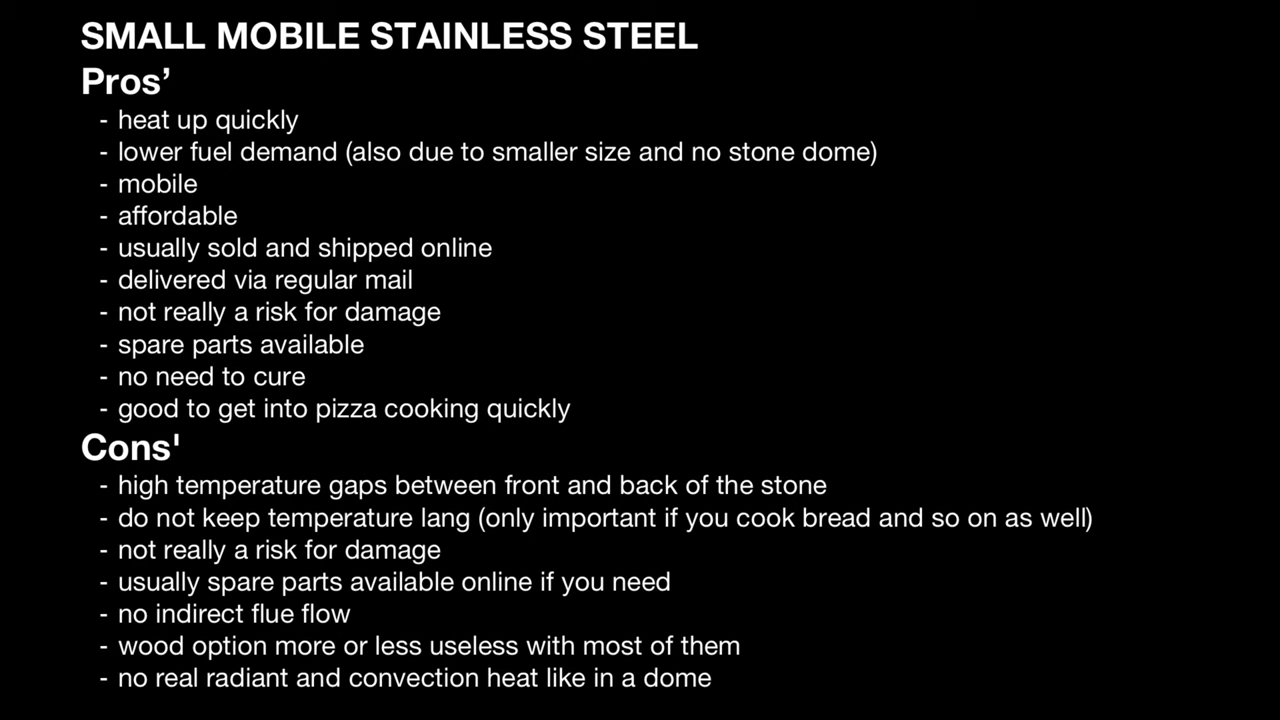 SMALL MOBILE STAINLESS STEEL
Pros’
- heat up quickly
- lower fuel demand (also due to smaller size and no stone dome)
- mobile
- affordable
- usually sold and shipped online
- delivered via regular mail
- not really a risk for damage
- spare parts available
- no need to cure
- good to get into pizza cooking quickly
Cons'
- high temperature gaps between front and back of the stone
- do not keep temperature lang (only important if you cook bread and so on as well)
- not really a risk for damage
- usually spare parts available online if you need
- no indirect flue flow
- wood option more or less useless with most of them
- no real radiant and convection heat like in a dome